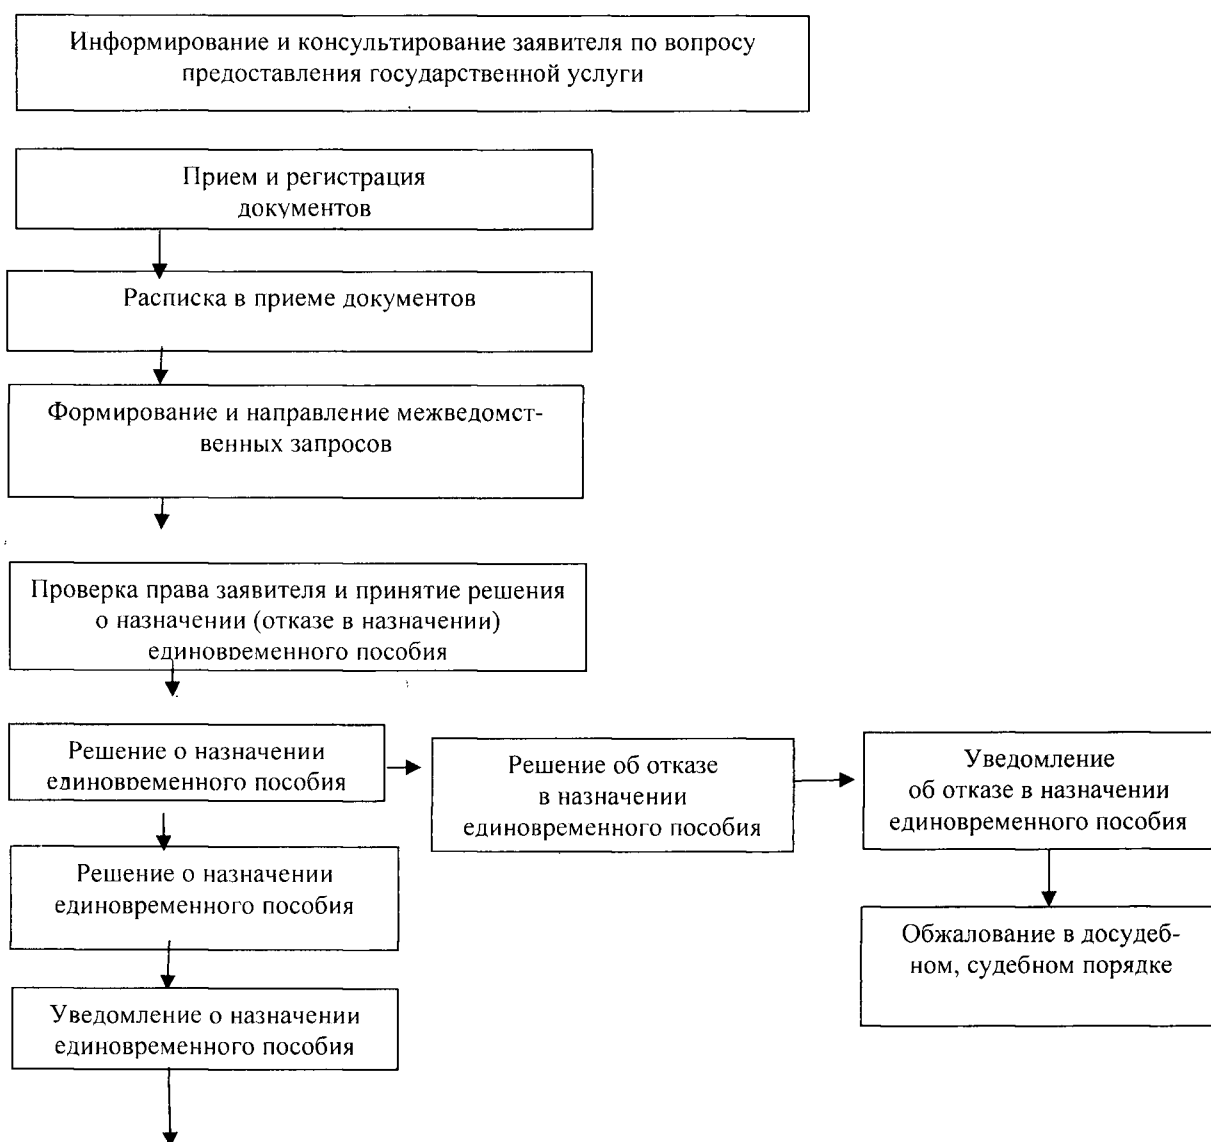 Информирование и консультирование заявителя по вопросу
предоставления государственной услуги
Прием и регистрация
документов
Расписка в приеме документов
Формирование и направление межведомст-
венных запросов
Проверка права заявителя и принятие решения
о назначении (отказе в назначении)
единовременного пособия
Решение о назначении
единовременного пособия
Решение об отказе
в назначении
единовременного пособия
Уведомление
об отказе в назначении
единовременного пособия
Решение о назначении
единовременного пособия
Обжалование в досудеб-
ном, судебном порядке
Уведомление о назначении
единовременного пособия